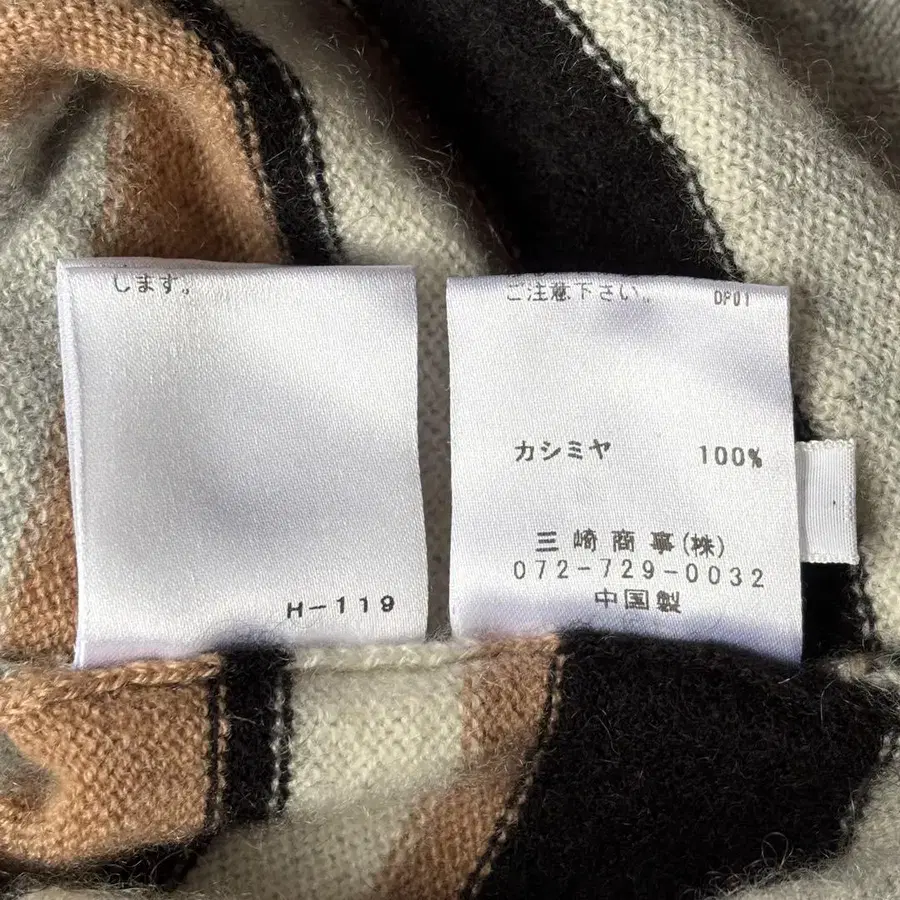 します。
H-119
ご注意下さい。 DP01
カシミヤ 100%
三崎商事(株)
072-729-0032
中国製